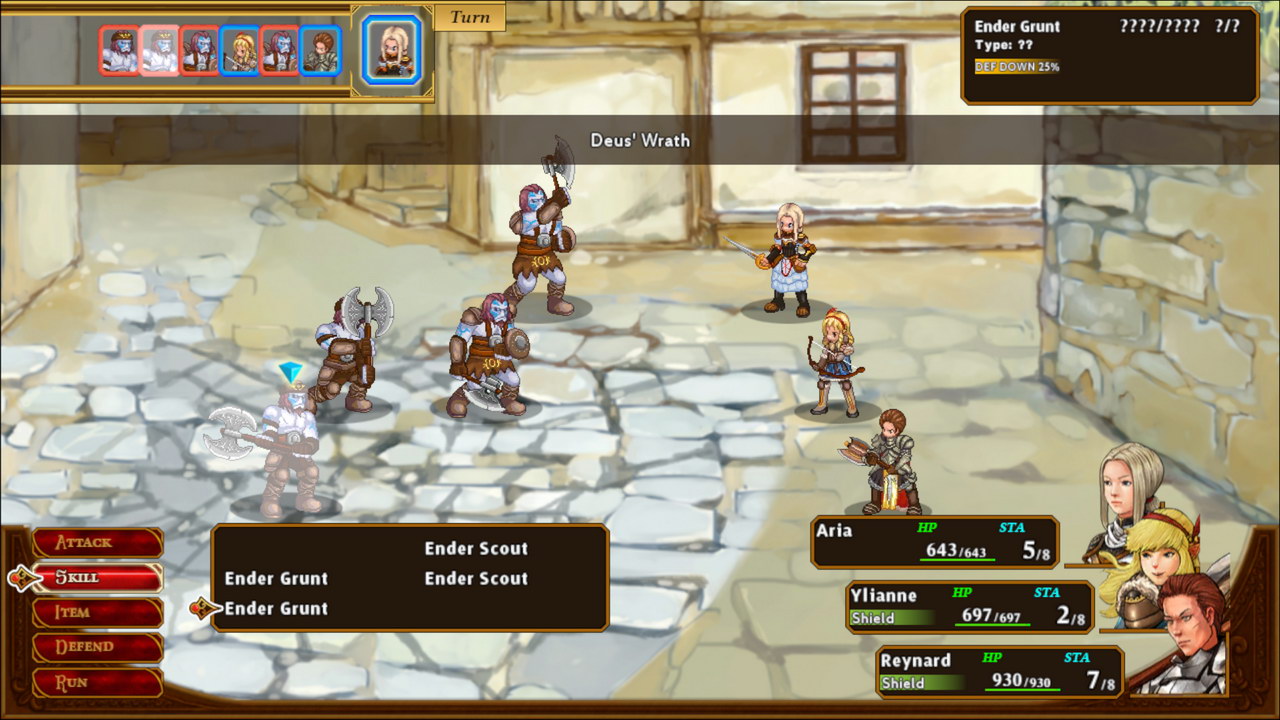 Turn
Ender Grunt ????/???? ?/?
Type: ??
DEF DOWN 25%
Deus' Wrath
ATTACK
SKILL
ITEM
DEFEND
RUN
Ender Scout
Ender Grunt Ender Scout
Ender Grunt
Aria HP STA
643/643 5/8
Ylianne HP STA
Shield 697/697 2/8
Reynard HP STA
Shield 930/930 7/8